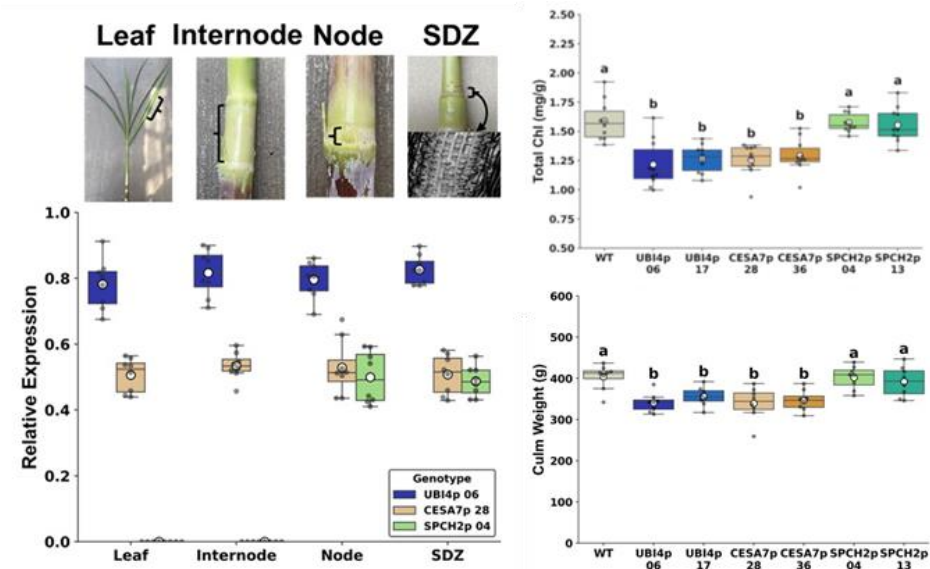 Leaf Internode Node SDZ
Relative Expression
1.0
0.8
0.6
0.4
0.2
0.0
Leaf Internode Node SDZ
Genotype
UBI4p 06
CESA7p 28
SPCH2p 04
Total Chl (mg/g)
2.50
2.25
2.00
1.75
1.50
1.25
1.00
0.75
0.50
a b b b b a a
WT UBI4p UBI4p CESA7p CESA7p SPCH2p SPCH2p
06 17 28 36 04 13
Culm Weight (g)
600
500
400
300
200
100
0
a b b b b a a
WT UBI4p UBI4p CESA7p CESA7p SPCH2p SPCH2p
06 17 28 36 04 13